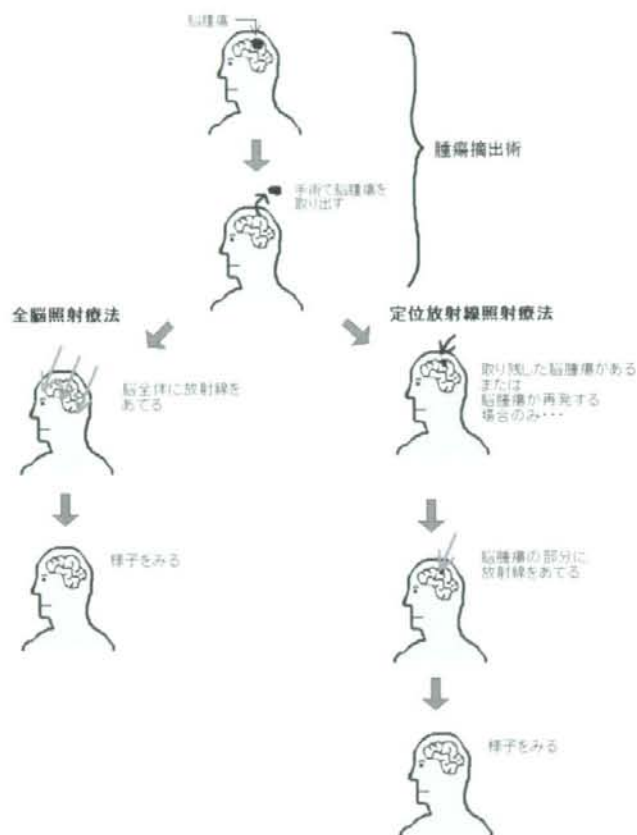 脳腫瘍
腫瘍摘出術
手術で脳腫瘍を
取り出す
全脳照射療法
脳全体に放射線を
あてる
様子をみる
定位放射線照射療法
取り残した脳腫瘍がある
または
脳腫瘍が再発する
場合のみ・・・
脳腫瘍の部分に
放射線をあてる
様子をみる